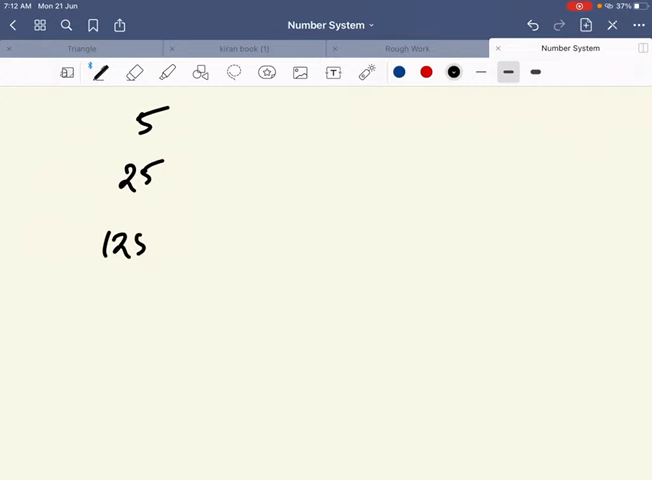 7:12 AM Mon 21 Jun
37%
Number System
Triangle
kiran book (1)
Rough Work
Number System
T
5
25
125